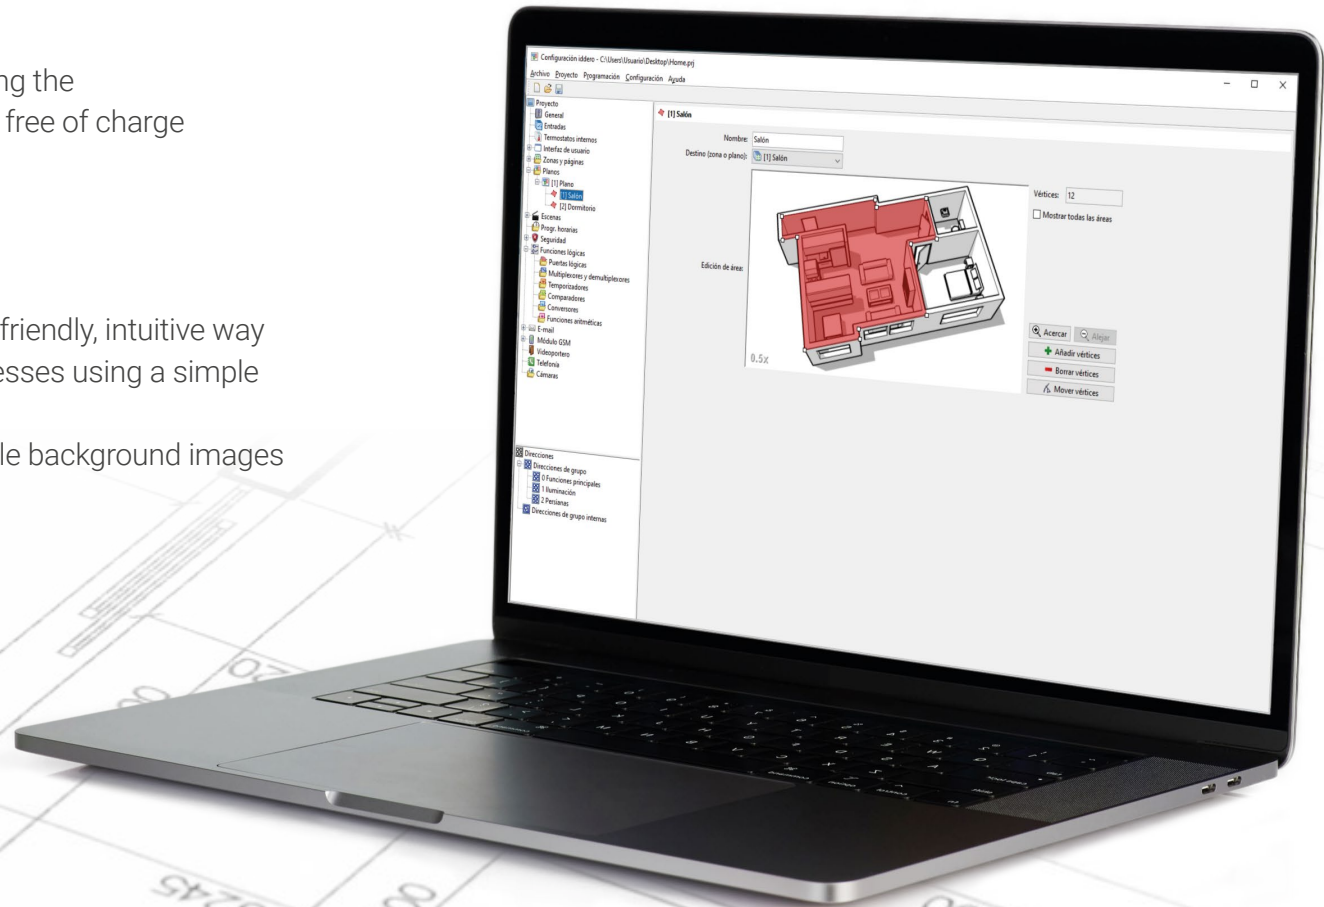 ng the
free of charge
friendly, intuitive way
esses using a simple
le background images
Configuración iddero - C:\Users\Usuario\Desktop\Home.prj
Archivo Proyecto Programación Configuración Ayuda
Proyecto
General
Entradas
Termostatos internos
Interfaz de usuario
Zonas y páginas
Planos
[1] Plano
[1] Salón
[2] Dormitorio
Escenas
Progr. horarias
Seguridad
Funciones lógicas
Puertas lógicas
Multiplexores y demultiplexores
Temporizadores
Comparadores
Conversores
Funciones aritméticas
E-mail
Módulo GSM
Videoportero
Telefonía
Cámaras
Direcciones
Direcciones de grupo
0 Funciones principales
1 Iluminación
2 Persianas
Direcciones de grupo internas
[1] Salón
Nombre: Salón
Destino (zona o plano): [1] Salón
Edición de área:
0.5x
Vértices: 12
Mostrar todas las áreas
Acercar Alejar
Añadir vértices
Borrar vértices
Mover vértices
20
245